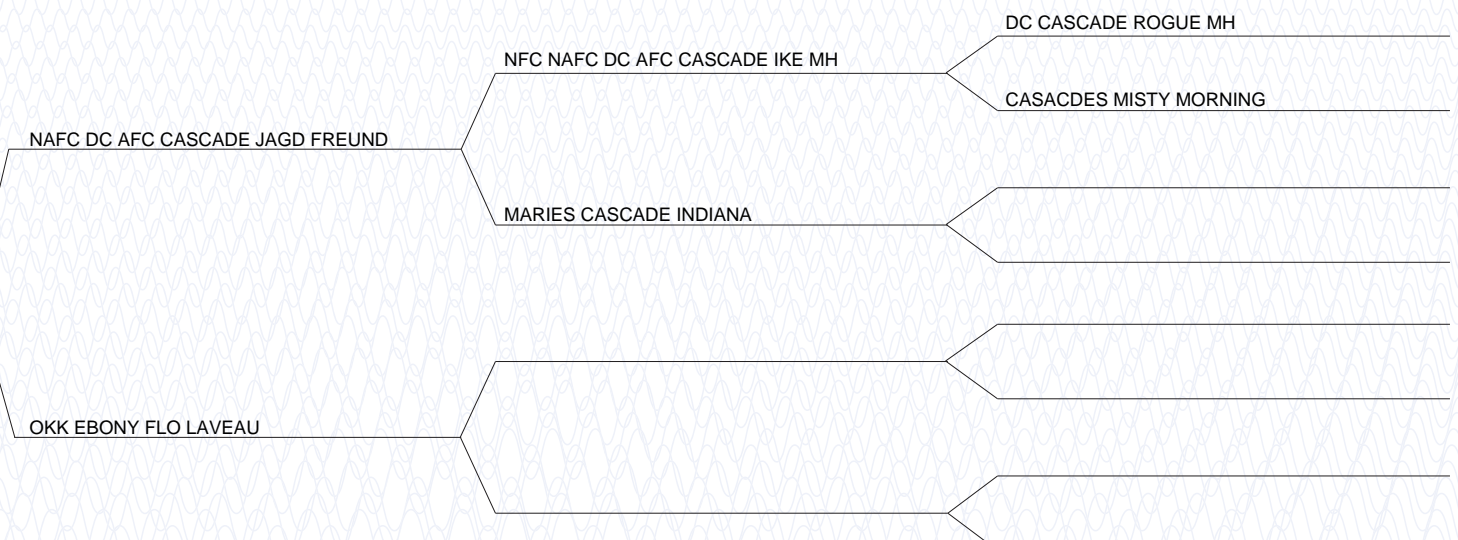 DC CASCADE ROGUE MH
NFC NAFC DC AFC CASCADE IKE MH
CASACDES MISTY MORNING
NAFC DC AFC CASCADE JAGD FREUND
MARIES CASCADE INDIANA
OKK EBONY FLO LAVEAU